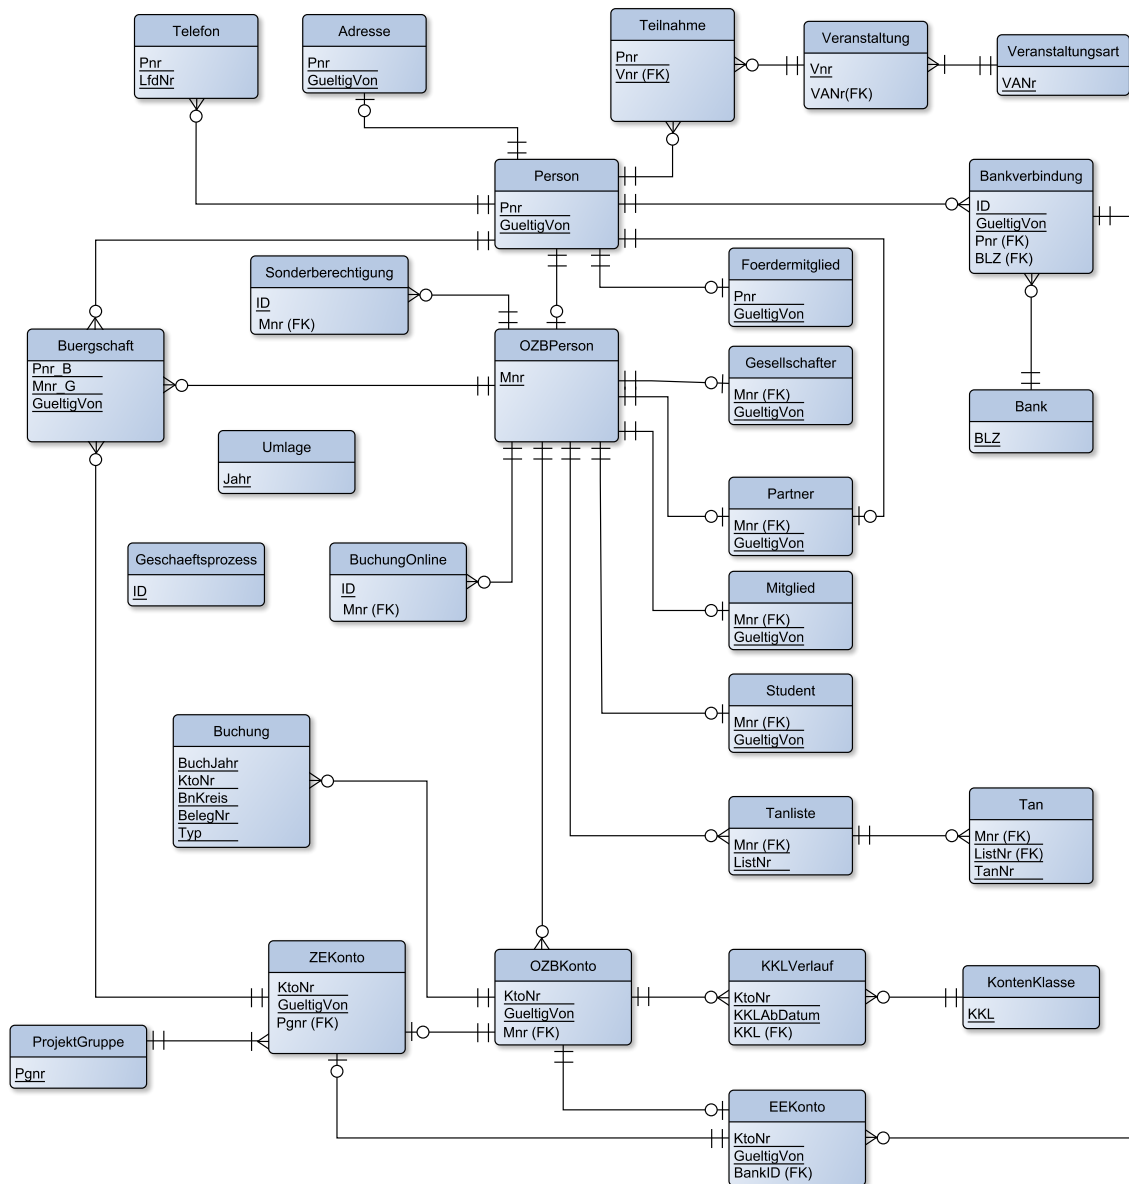 Telefon
Pnr
LfdNr
Adresse
Pnr
GueltigVon
Teilnahme
Pnr
Vnr (FK)
Veranstaltung
Vnr
VANr(FK)
Veranstaltungsart
VANr
Person
Pnr
GueltigVon
Bankverbindung
ID
GueltigVon
Pnr (FK)
BLZ (FK)
Sonderberechtigung
ID
Mnr (FK)
Foerdermitglied
Pnr
GueltigVon
Buergschaft
Pnr_B
Mnr_G
GueltigVon
OZBPerson
Mnr
Gesellschafter
Mnr (FK)
GueltigVon
Bank
BLZ
Umlage
Jahr
Partner
Mnr (FK)
GueltigVon
Geschaeftsprozess
ID
BuchungOnline
ID
Mnr (FK)
Mitglied
Mnr (FK)
GueltigVon
Student
Mnr (FK)
GueltigVon
Buchung
BuchJahr
KtoNr
BnKreis
BelegNr
Typ
Tanliste
Mnr (FK)
ListNr
Tan
Mnr (FK)
ListNr (FK)
TanNr
ZEKonto
KtoNr
GueltigVon
Pgnr (FK)
OZBKonto
KtoNr
GueltigVon
Mnr (FK)
KKLVerlauf
KtoNr
KKLAbDatum
KKL (FK)
KontenKlasse
KKL
ProjektGruppe
Pgnr
EEKonto
KtoNr
GueltigVon
BankID (FK)